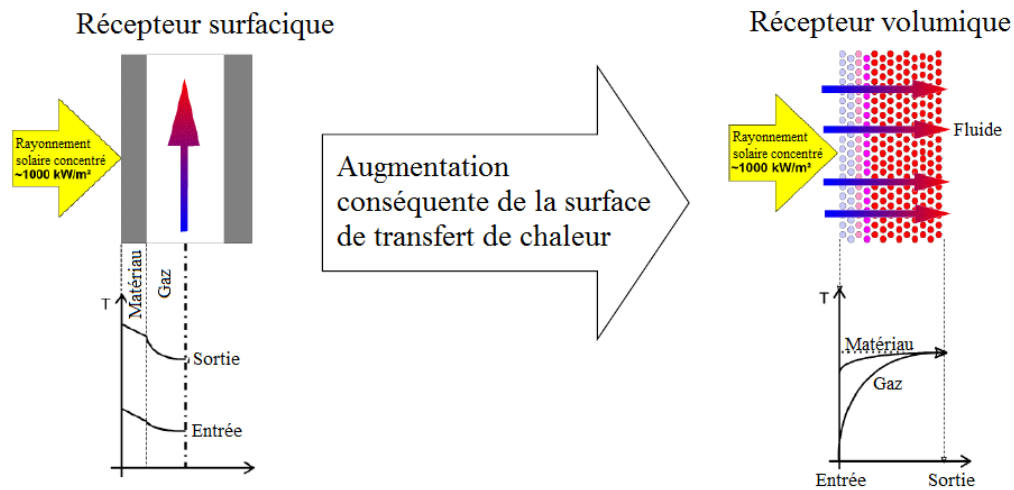 Récepteur surfacique
Rayonnement
solaire concentré
~1000 kW/m²
Matériau
Gaz
T
Sortie
Entrée
Augmentation
conséquente de la surface
de transfert de chaleur
Récepteur volumique
Rayonnement
solaire concentré
~1000 kW/m²
Fluide
T
Matériau
Gaz
Entrée
Sortie